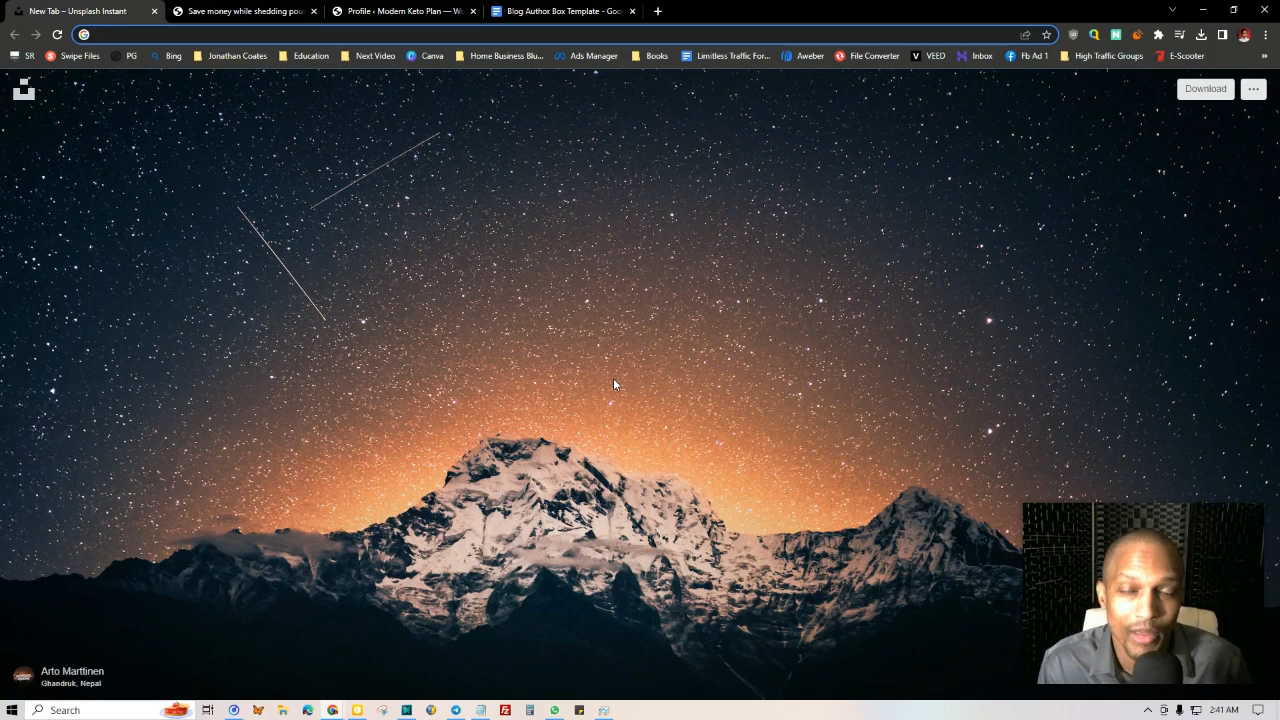 New Tab – Unsplash Instant
Save money while shedding pou
Profile ‹ Modern Keto Plan — Wo
Blog Author Box Template - Goo
SR
Swipe Files
PG
Bing
Jonathan Coates
Education
Next Video
Canva
Home Business Blu...
Ads Manager
Books
Limitless Traffic For...
Aweber
File Converter
VEED
Inbox
Fb Ad 1
High Traffic Groups
E-Scooter
Download
Arto Marttinen
Ghandruk, Nepal
Search
2:41 AM